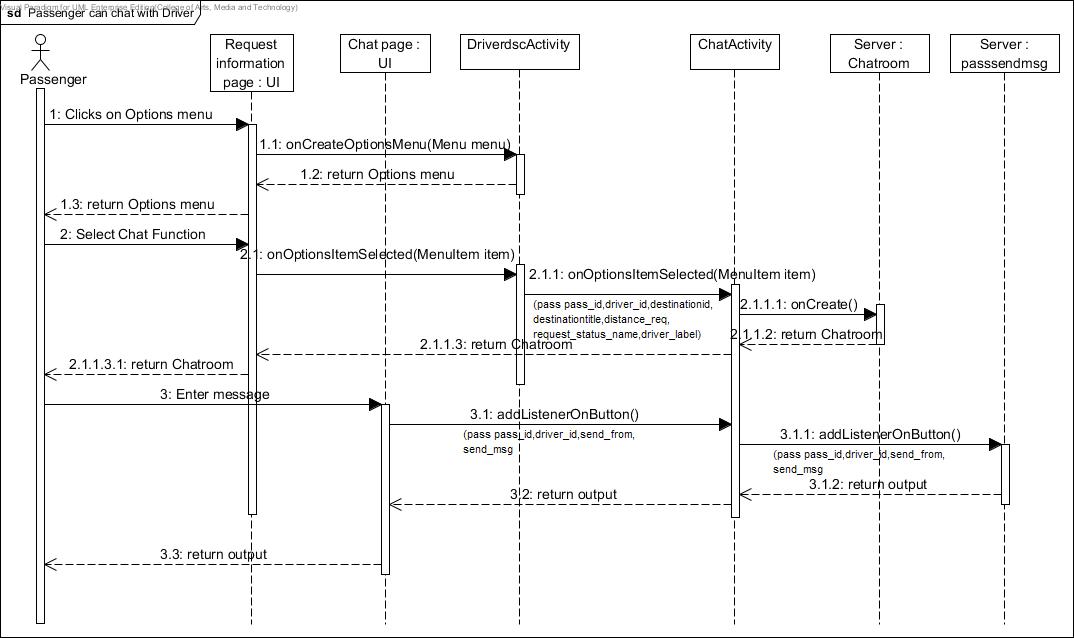 Visual Paradigm for UML Enterprise Edition(College of Arts, Media and Technology)
sd Passenger can chat with Driver
Passenger
Request
information
page : UI
Chat page :
UI
DriverdscActivity
ChatActivity
Server :
Chatroom
Server :
passsendmsg
1: Clicks on Options menu
1.1: onCreateOptionsMenu(Menu menu)
1.2: return Options menu
1.3: return Options menu
2: Select Chat Function
2.1: onOptionsItemSelected(MenuItem item)
2.1.1: onOptionsItemSelected(MenuItem item)
(pass pass_id,driver_id,destinationid,
destinationtitle,distance_req,
request_status_name,driver_label)
2.1.1.1: onCreate()
2.1.1.2: return Chatroom
2.1.1.3: return Chatroom
2.1.1.3.1: return Chatroom
3: Enter message
3.1: addListenerOnButton()
(pass pass_id,driver_id,send_from,
send_msg
3.1.1: addListenerOnButton()
(pass pass_id,driver_id,send_from,
send_msg
3.1.2: return output
3.2: return output
3.3: return output